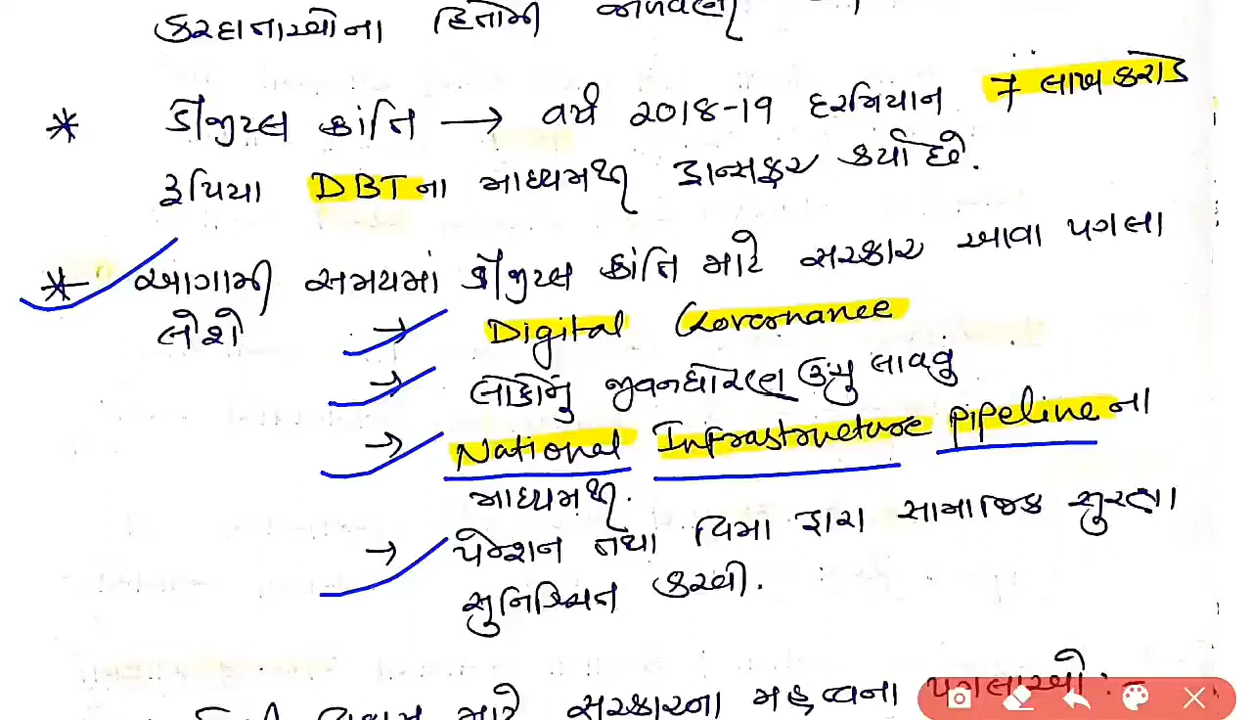 કરદાતાઓના હિતોની જાળવણી
* ડીજીટલ ક્રાંતિ → વર્ષ 2018-19 દરમિયાન 7 લાખ કરોડ
રૂપિયા DBTના માધ્યમથી ટ્રાન્સફર કર્યા છે.
* આગામી સમયમાં ડીજીટલ ક્રાંતિ માટે સરકાર આવા પગલા
લેશે → Digital Governance
→ લોકોનું જીવનધોરણ ઉંચુ લાવવું
→ National Infrastructure pipelineના
માધ્યમથી.
→ પેન્શન તથા વિમા દ્વારા સામાજિક સુરક્ષા
સુનિશ્ચિત કરવી.
માટે સરકારના મહત્વના પગલાઓ :-